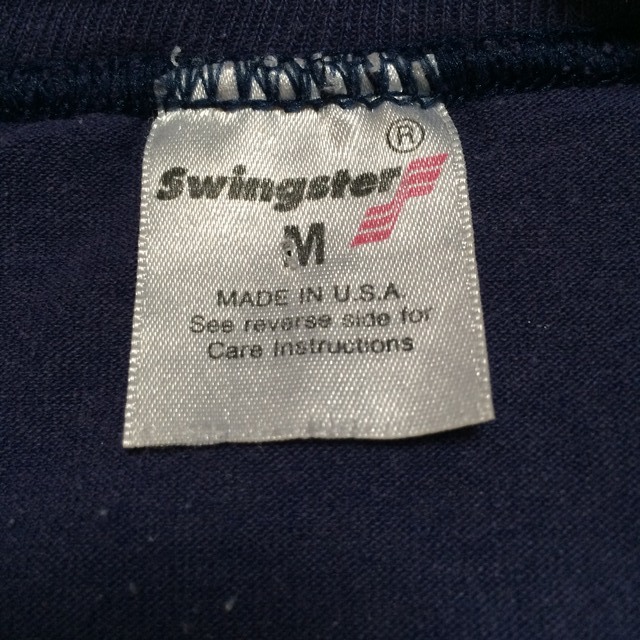 ®
Swingster
M
MADE IN U.S.A
See reverse side for
Care Instructions